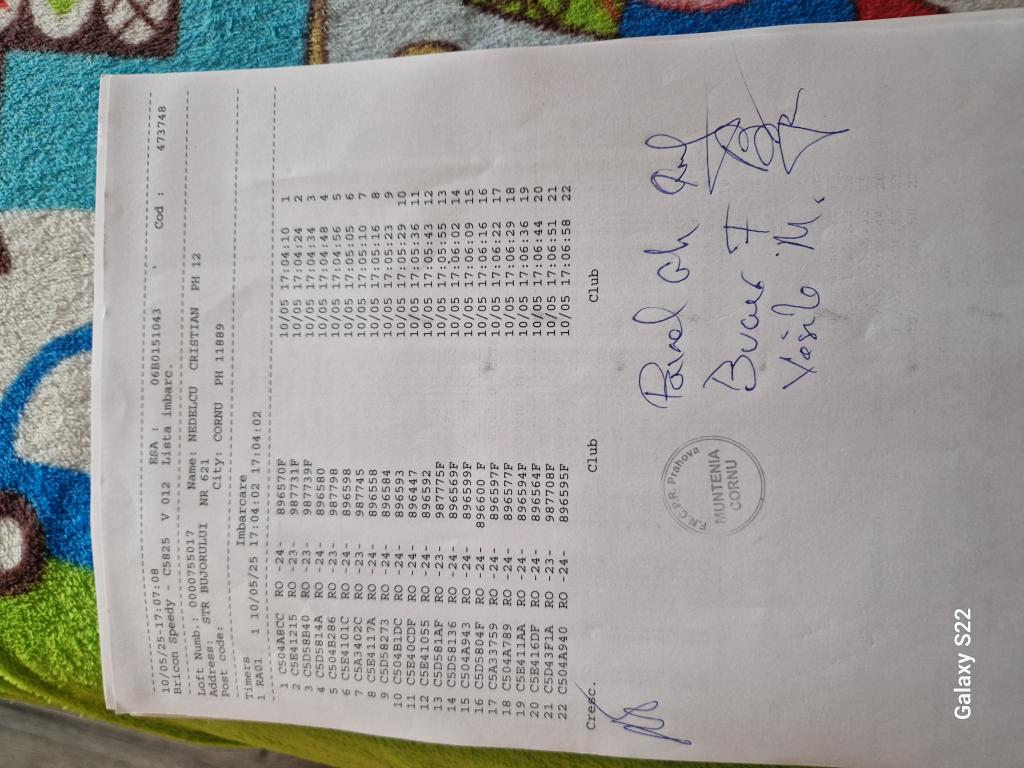 10/05/25-17:07:08 ESA : 06B0151043 Cod : 473748
Bricon Speedy - C5825 V 012 Lista imbarc.
Loft Numb.: 0000755017 Name: NEDELCU CRISTIAN PH 12
Address: STR BUJORULUI NR 621
Post code: City: CORNU PH 11889
Timers Imbarcare
1 RA01 1 10/05/25 17:04:02 17:04:02
1 C504A8CC RO -24- 896570F 10/05 17:04:10 1
2 C5E41215 RO -23- 987731F 10/05 17:04:24 2
3 C5D58B40 RO -23- 987739F 10/05 17:04:34 3
4 C5D5814A RO -24- 896580 10/05 17:04:48 4
5 C504B286 RO -23- 987798 10/05 17:04:56 5
6 C5E4101C RO -24- 896598 10/05 17:05:05 6
7 C5A3402C RO -23- 987745 10/05 17:05:10 7
8 C5E4117A RO -24- 896558 10/05 17:05:16 8
9 C5D58273 RO -24- 896584 10/05 17:05:23 9
10 C504B1DC RO -24- 896593 10/05 17:05:29 10
11 C5E40CDF RO -24- 896447 10/05 17:05:36 11
12 C5E41055 RO -24- 896592 10/05 17:05:43 12
13 C5D581AF RO -23- 987775F 10/05 17:05:55 13
14 C5D58136 RO -24- 896569F 10/05 17:06:02 14
15 C504A943 RO -24- 896599F 10/05 17:06:09 15
16 C5D5804F RO -24- 896600 F 10/05 17:06:16 16
17 C5A33759 RO -24- 896597F 10/05 17:06:22 17
18 C504A789 RO -24- 896577F 10/05 17:06:29 18
19 C5E411AA RO -24- 896594F 10/05 17:06:36 19
20 C5E416DF RO -24- 896564F 10/05 17:06:44 20
21 C5D43F1A RO -23- 987708F 10/05 17:06:51 21
22 C504A940 RO -24- 896595F 10/05 17:06:58 22
Cresc. Club Club
F.N.C.P.R. Prahova
MUNTENIA
CORNU
Galaxy S22